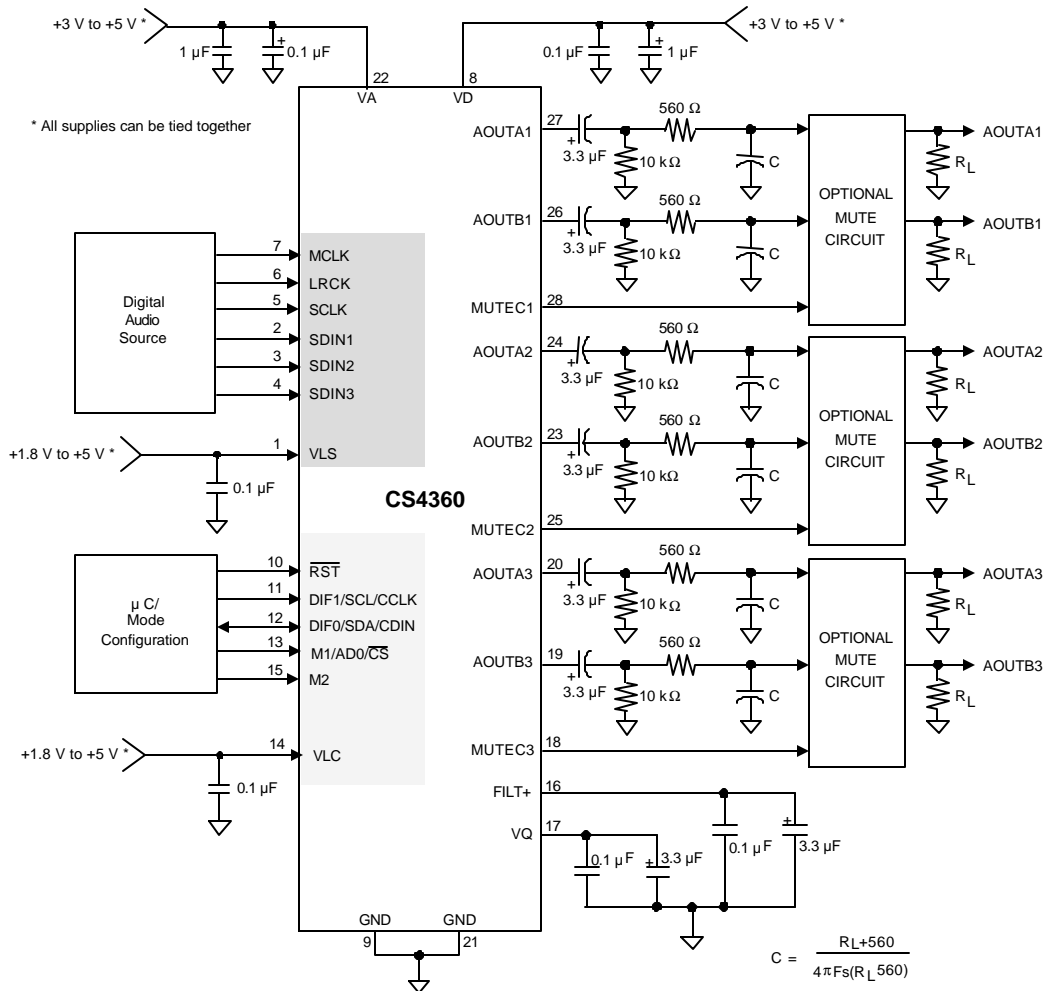 +3 V to +5 V *
1 µF
+
0.1 µF
22
VA
8
VD
0.1 µF
+
1 µF
+3 V to +5 V *
* All supplies can be tied together
Digital
Audio
Source
7
MCLK
6
LRCK
5
SCLK
2
SDIN1
3
SDIN2
4
SDIN3
+1.8 V to +5 V *
1
VLS
0.1 µF
CS4360
µ C/
Mode
Configuration
10
RST
11
DIF1/SCL/CCLK
12
DIF0/SDA/CDIN
13
M1/AD0/CS
15
M2
+1.8 V to +5 V *
14
VLC
0.1 µF
GND
9
GND
21
AOUTA1
27
+
3.3 µF
10 kΩ
560 Ω
C
AOUTB1
26
+
3.3 µF
10 kΩ
560 Ω
C
MUTEC1
28
OPTIONAL
MUTE
CIRCUIT
RL
AOUTA1
RL
AOUTB1
AOUTA2
24
+
3.3 µF
10 kΩ
560 Ω
C
AOUTB2
23
+
3.3 µF
10 kΩ
560 Ω
C
MUTEC2
25
OPTIONAL
MUTE
CIRCUIT
RL
AOUTA2
RL
AOUTB2
AOUTA3
20
+
3.3 µF
10 kΩ
560 Ω
C
AOUTB3
19
+
3.3 µF
10 kΩ
560 Ω
C
MUTEC3
18
OPTIONAL
MUTE
CIRCUIT
RL
AOUTA3
RL
AOUTB3
FILT+
16
VQ
17
0.1 µF
+
3.3 µF
0.1 µF
+
3.3 µF
C =
RL+560
4πFs(RL560)